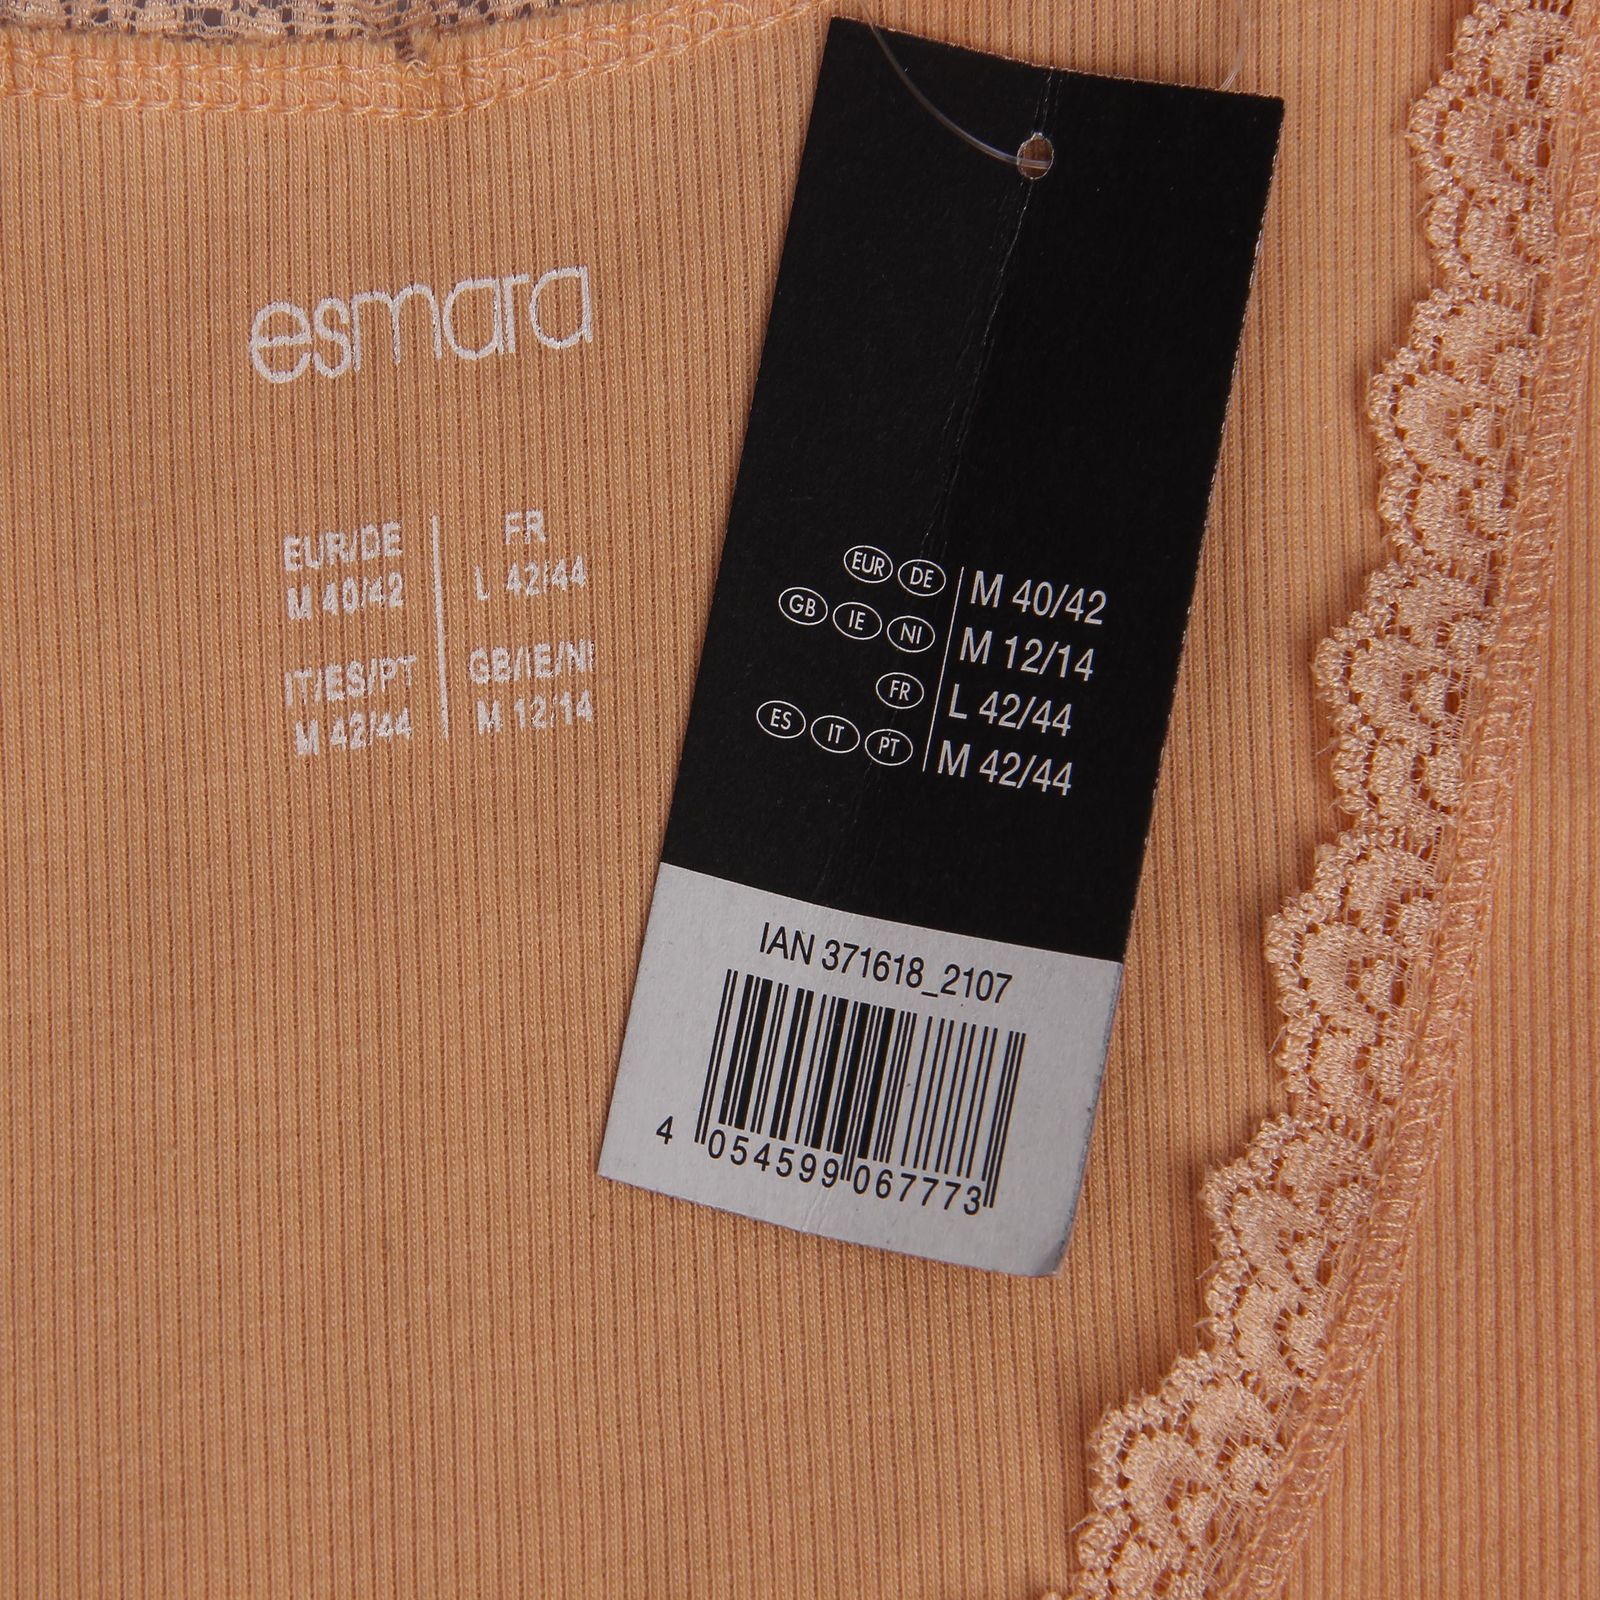 esmara
EUR/DE
M 40/42
FR
L 42/44
IT/ES/PT
M 42/44
GB/IE/NI
M 12/14
EUR DE M 40/42
GB IE NI M 12/14
FR L 42/44
ES IT PT M 42/44
IAN 371618_2107
4 054599 067773